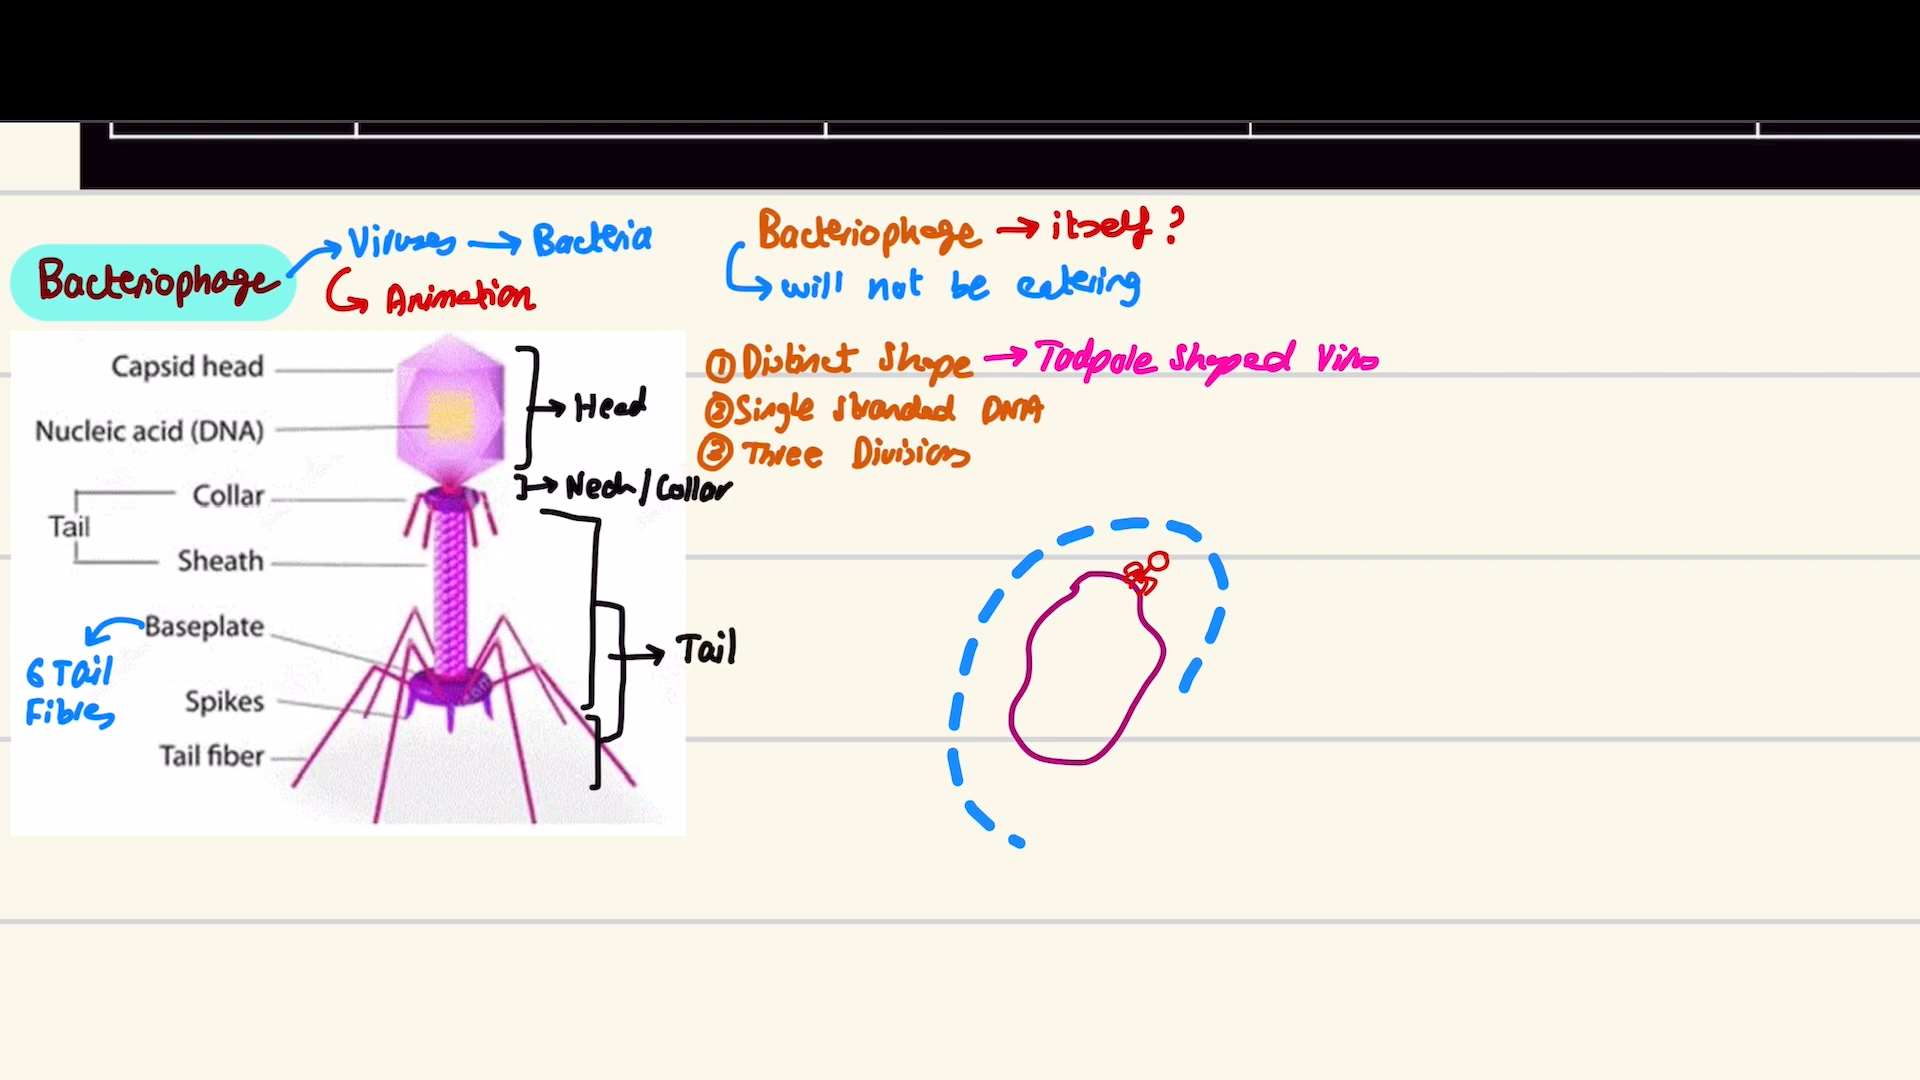 Bacteriophage → Viruses → Bacteria
↳ Animation
Bacteriophage → itself?
↳ will not be entering
① Distinct Shape → Tadpole Shaped Virus
② Single Stranded DNA
③ Three Divisions
Capsid head
Nucleic acid (DNA)
Collar
Tail
Sheath
Baseplate
Spikes
Tail fiber
6 Tail
Fibres
→ Head
→ Neck/Collar
→ Tail